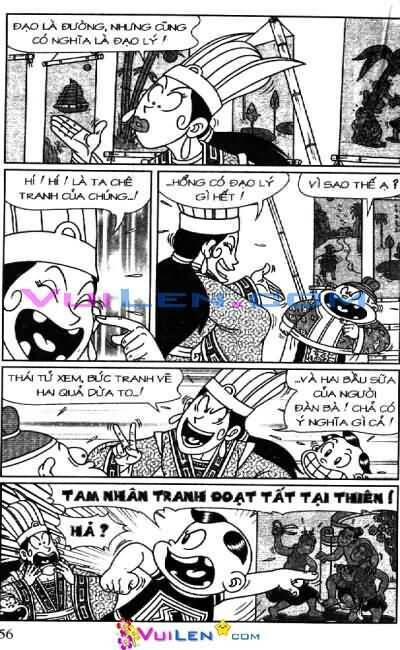 ĐẠO LÀ ĐƯỜNG, NHƯNG CŨNG
CÓ NGHĨA LÀ ĐẠO LÝ !
HÍ ! HÍ ! LÀ TA CHÊ
TRANH CỦA CHÚNG...!
...HỔNG CÓ ĐẠO LÝ
GÌ HẾT !
VÌ SAO THẾ Ạ ?
VUILEN.COM
THÁI TỬ XEM, BỨC TRANH VẼ
HAI QUẢ DỪA TO...!
...VÀ HAI BẦU SỮA
CỦA NGƯỜI
ĐÀN BÀ ! CHẢ CÓ
Ý NGHĨA GÌ CẢ !
TAM NHÂN TRANH ĐOẠT TẤT TẠI THIÊN !
HẢ ?
56
VUILEN.COM